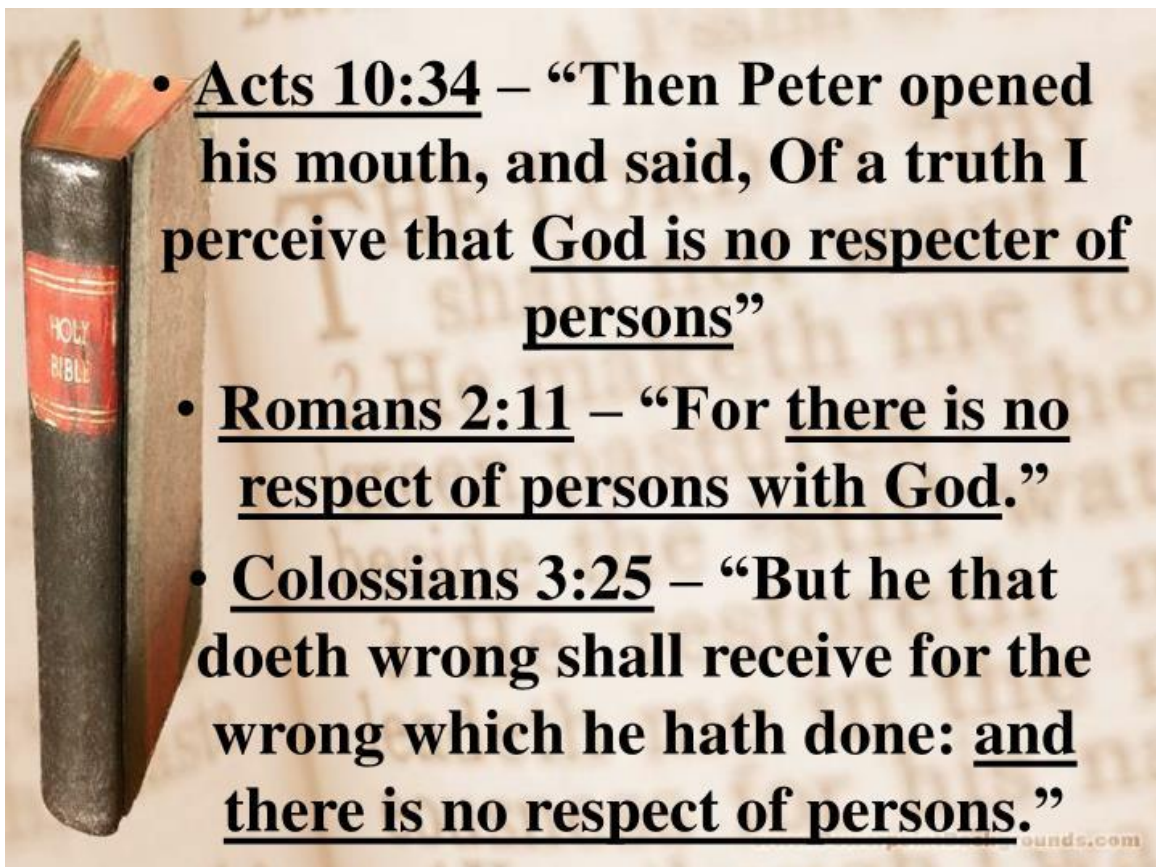 • Acts 10:34 – “Then Peter opened
his mouth, and said, Of a truth I
perceive that God is no respecter of
persons”
• Romans 2:11 – “For there is no
respect of persons with God.”
• Colossians 3:25 – “But he that
doeth wrong shall receive for the
wrong which he hath done: and
there is no respect of persons.”
HOLY
BIBLE